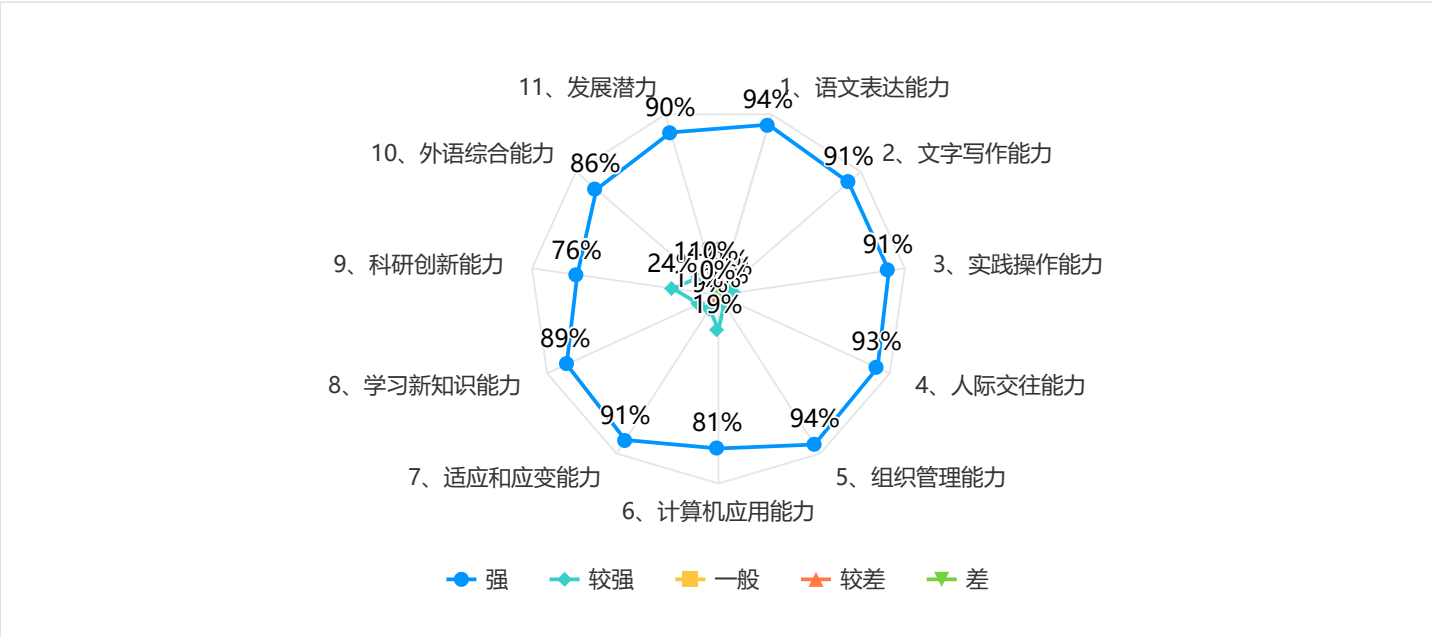 11、发展潜力
90%
94%
1、语文表达能力
10、外语综合能力
86%
91%
2、文字写作能力
9、科研创新能力
76%
24%
0%
91%
3、实践操作能力
19%
8、学习新知识能力
89%
93%
4、人际交往能力
7、适应和应变能力
91%
81%
94%
5、组织管理能力
6、计算机应用能力
强
较强
一般
较差
差